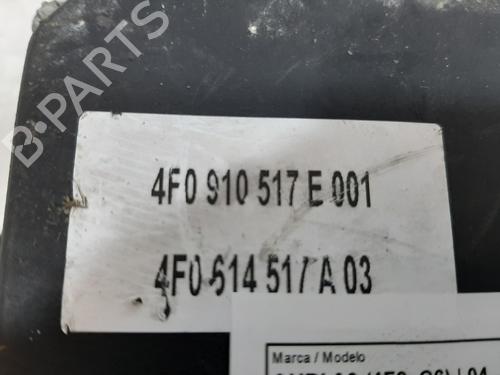 B-PARTS
4F0 910 517 E 001
4F0 614 517 A 03
Marca / Modelo